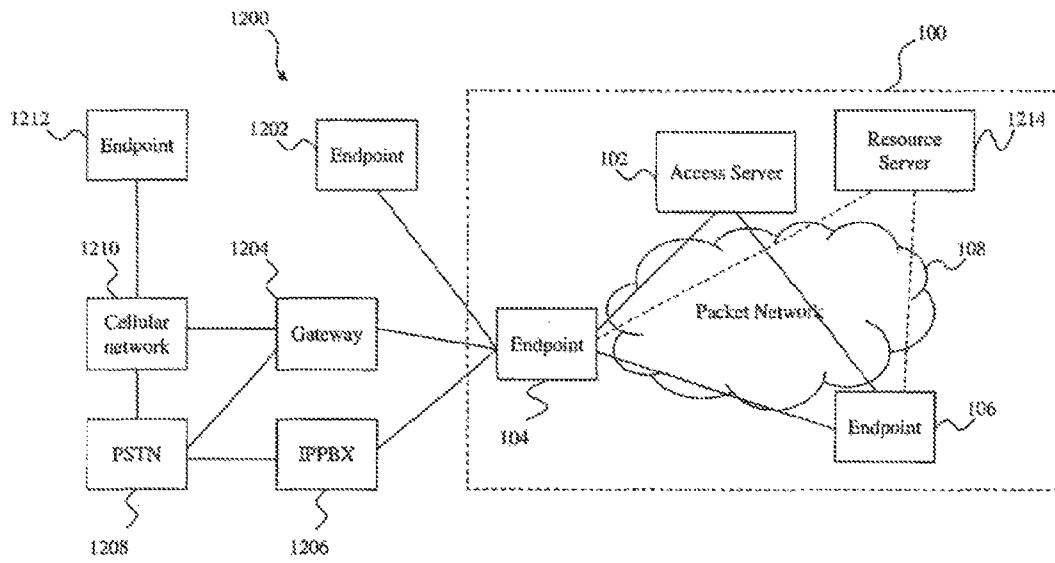 1200
100
1212
Endpoint
1202
Endpoint
102
Access Server
Resource
Server
1214
1210
Cellular
network
1204
Gateway
Endpoint
104
Packet Network
108
PSTN
1208
IPPBX
1206
Endpoint
106